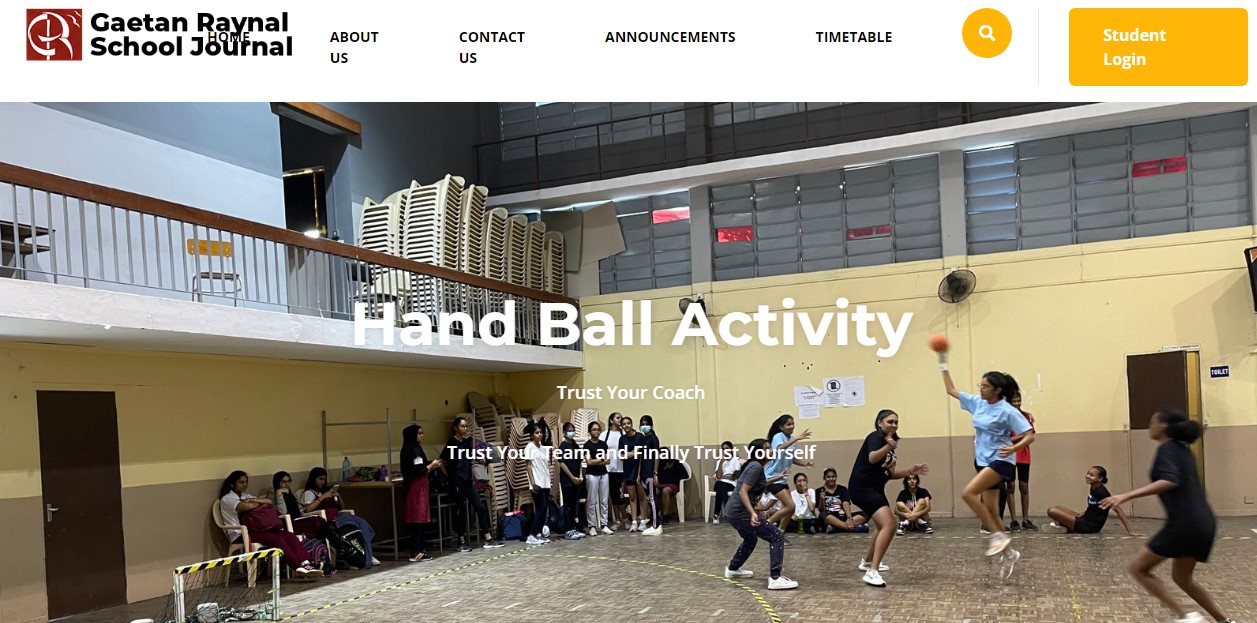 Gaetan Raynal
School Journal
HOME
ABOUT
US
CONTACT
US
ANNOUNCEMENTS
TIMETABLE
Student
Login
Hand Ball Activity
Trust Your Coach
Trust Your Team and Finally Trust Yourself
TOILET